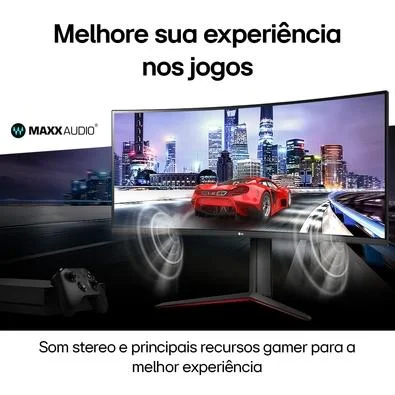 Melhore sua experiência
nos jogos
MAXXAUDIO®
LG
Som stereo e principais recursos gamer para a
melhor experiência